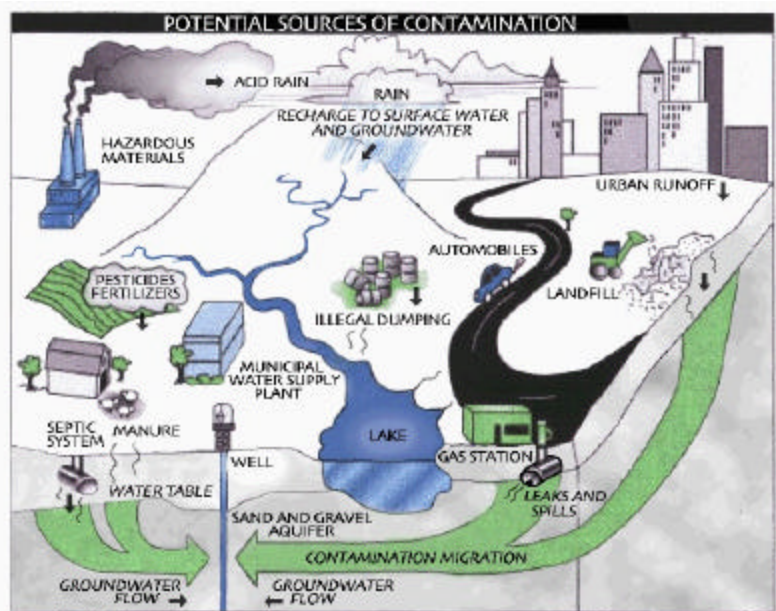 POTENTIAL SOURCES OF CONTAMINATION
ACID RAIN
RAIN
RECHARGE TO SURFACE WATER
AND GROUNDWATER
HAZARDOUS
MATERIALS
URBAN RUNOFF
AUTOMOBILES
PESTICIDES
FERTILIZERS
LANDFILL
ILLEGAL DUMPING
MUNICIPAL
WATER SUPPLY
PLANT
SEPTIC
SYSTEM
MANURE
LAKE
WELL
GAS STATION
WATER TABLE
LEAKS AND
SPILLS
SAND AND GRAVEL
AQUIFER
CONTAMINATION MIGRATION
GROUNDWATER
FLOW
GROUNDWATER
FLOW